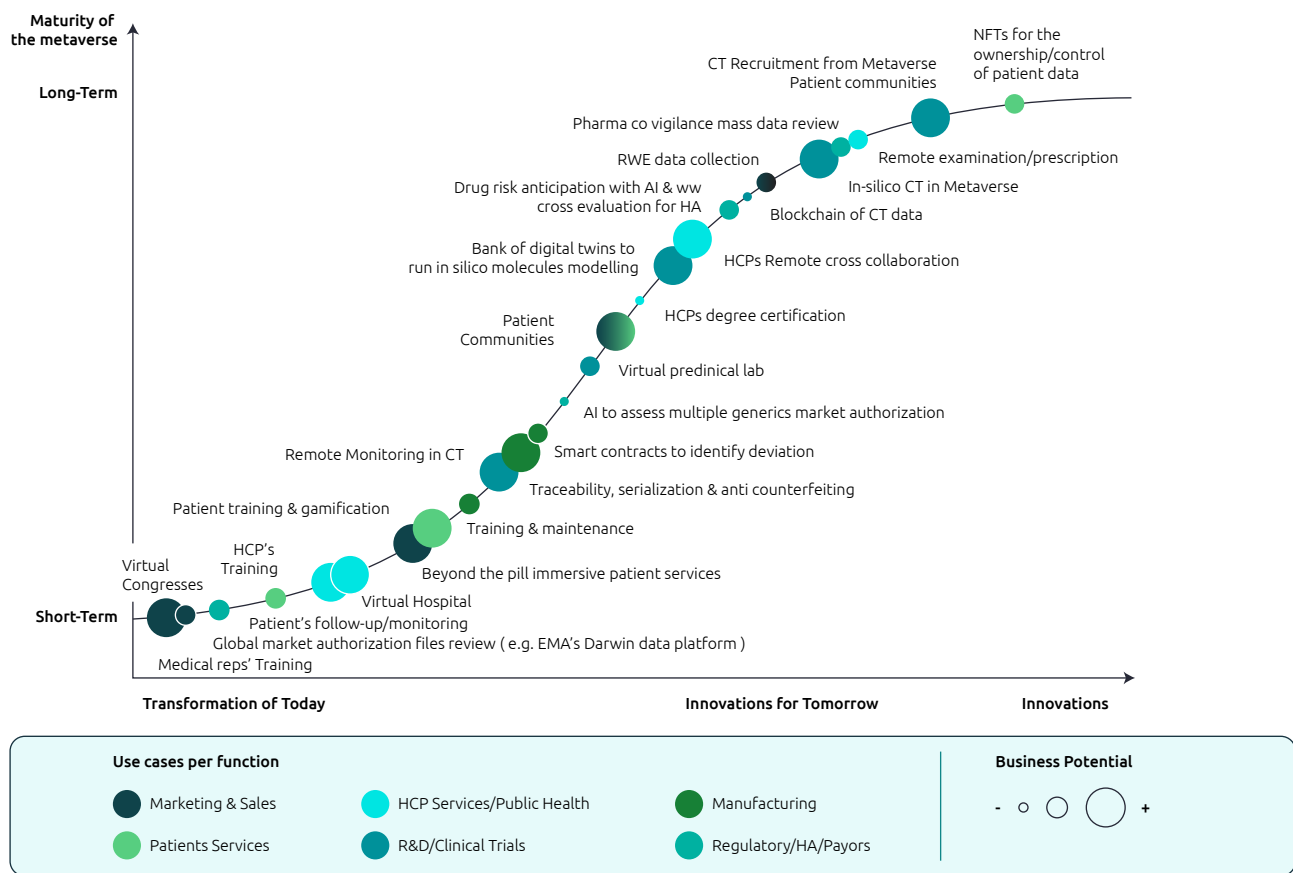 Maturity of
the metaverse
Long-Term
Short-Term
NFTs for the
ownership/control
of patient data
CT Recruitment from Metaverse
Patient communities
Pharma co vigilance mass data review
Remote examination/prescription
RWE data collection
In-silico CT in Metaverse
Drug risk anticipation with AI & ww
cross evaluation for HA
Blockchain of CT data
Bank of digital twins to
run in silico molecules modelling
HCPs Remote cross collaboration
HCPs degree certification
Patient
Communities
Virtual predinical lab
AI to assess multiple generics market authorization
Remote Monitoring in CT
Smart contracts to identify deviation
Traceability, serialization & anti counterfeiting
Patient training & gamification
Training & maintenance
HCP's
Training
Virtual
Congresses
Beyond the pill immersive patient services
Virtual Hospital
Patient's follow-up/monitoring
Global market authorization files review ( e.g. EMA's Darwin data platform )
Medical reps' Training
Transformation of Today
Innovations for Tomorrow
Innovations
Use cases per function
Marketing & Sales
HCP Services/Public Health
Manufacturing
Patients Services
R&D/Clinical Trials
Regulatory/HA/Payors
Business Potential
- +